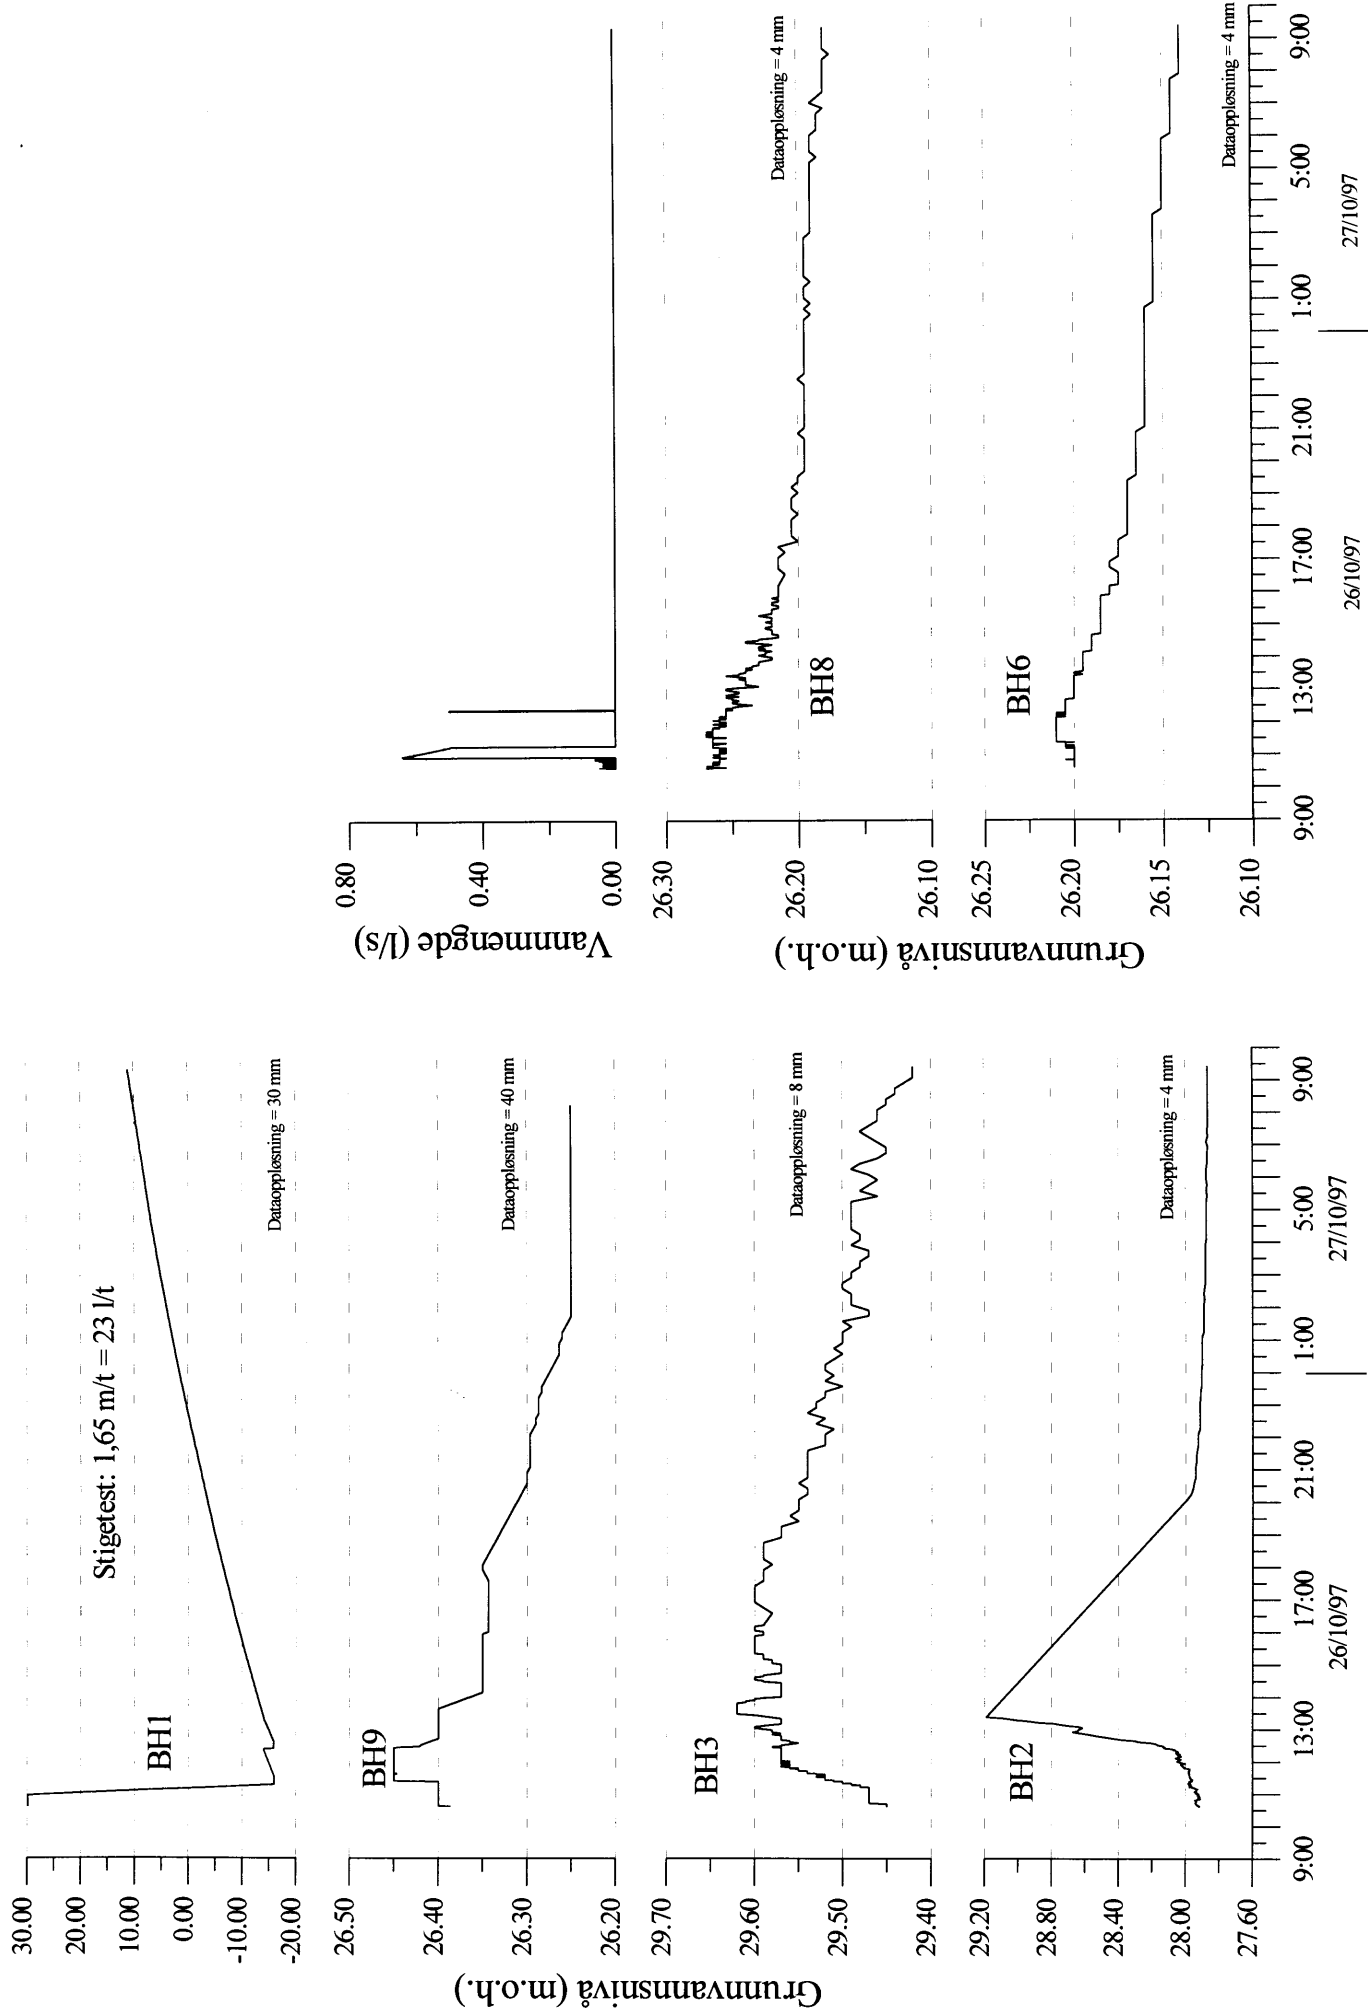 Grunnvannsnivå (m.o.h.)
30.00
20.00
10.00
0.00
-10.00
-20.00
BH1
Stigetest: 1,65 m/t = 23 l/t
Dataoppløsning = 30 mm
26.50
26.40
26.30
26.20
BH9
Dataoppløsning = 40 mm
29.70
29.60
29.50
29.40
BH3
Dataoppløsning = 8 mm
29.20
28.80
28.40
28.00
27.60
BH2
Dataoppløsning = 4 mm
9:00 13:00 17:00 21:00 1:00 5:00 9:00
26/10/97 27/10/97
Vannmengde (l/s)
0.80
0.40
0.00
Grunnvannsnivå (m.o.h.)
26.30
26.20
26.10
BH8
Dataoppløsning = 4 mm
26.25
26.20
26.15
26.10
BH6
Dataoppløsning = 4 mm
9:00 13:00 17:00 21:00 1:00 5:00 9:00
26/10/97 27/10/97